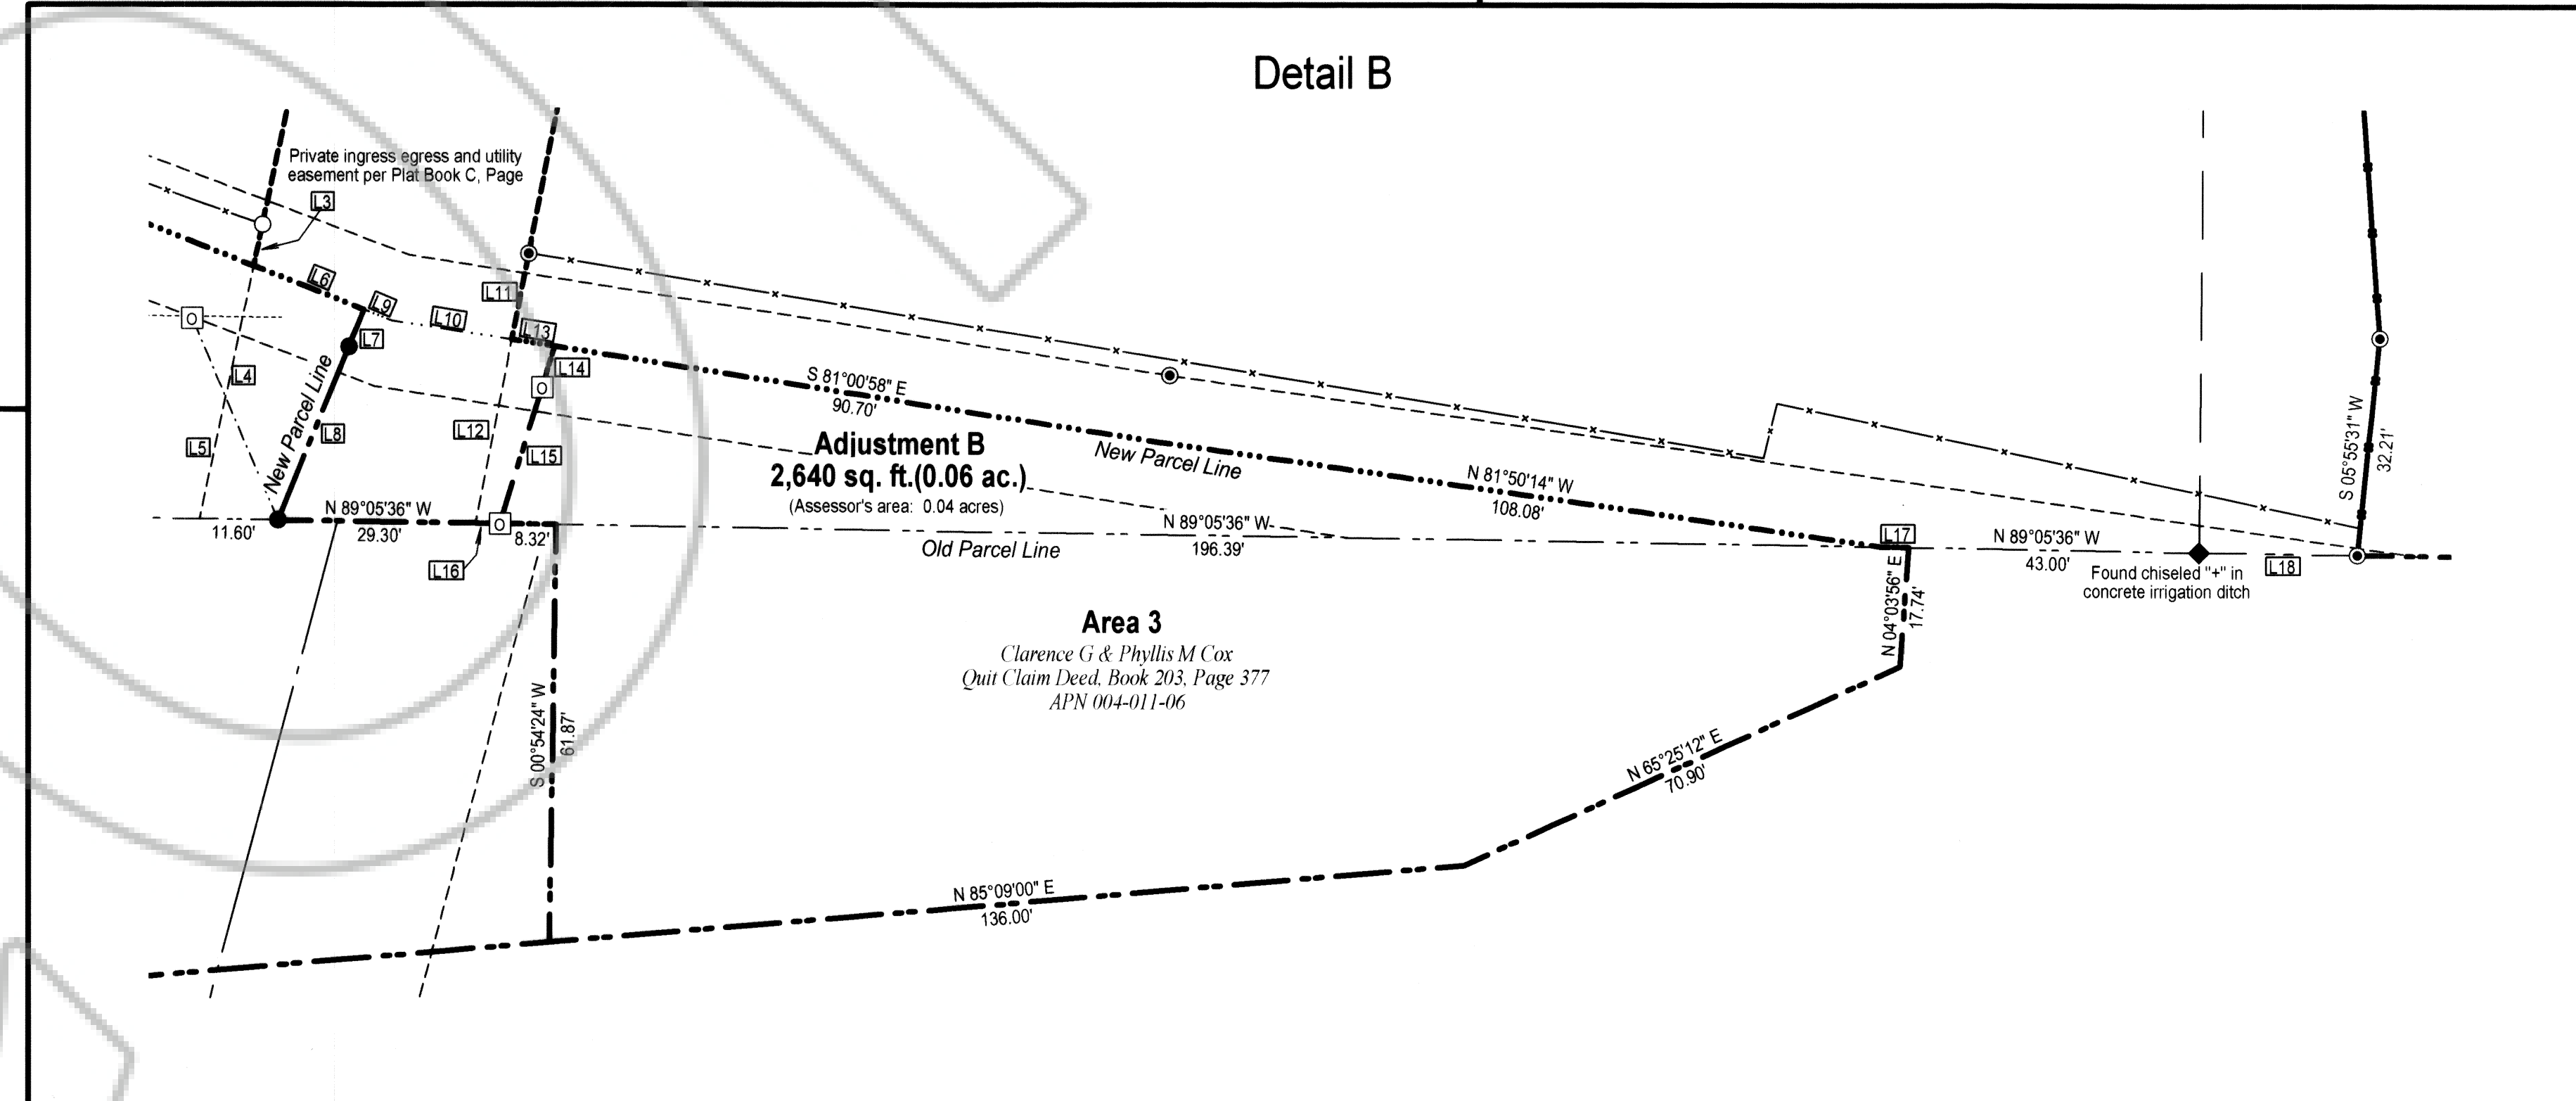 Detail B
Private ingress egress and utility
easement per Plat Book C, Page
L3
L6
L9
L10
L11
L13
L7
L14
L4
L5
L8
L12
L15
New Parcel Line
O
O
O
S 81°00'58" E
90.70'
Adjustment B
2,640 sq. ft.(0.06 ac.)
(Assessor's area: 0.04 acres)
New Parcel Line
N 81°50'14" W
108.08'
S 05°55'31" W
32.21'
N 89°05'36" W
11.60'
29.30'
8.32'
L16
N 89°05'36" W
Old Parcel Line
196.39'
L17
N 89°05'36" W
43.00'
L18
Found chiseled "+" in
concrete irrigation ditch
N 04°03'56" E
17.74'
Area 3
Clarence G & Phyllis M Cox
Quit Claim Deed, Book 203, Page 377
APN 004-011-06
S 00°54'24" W
61.87'
N 65°25'12" E
70.90'
N 85°09'00" E
136.00'